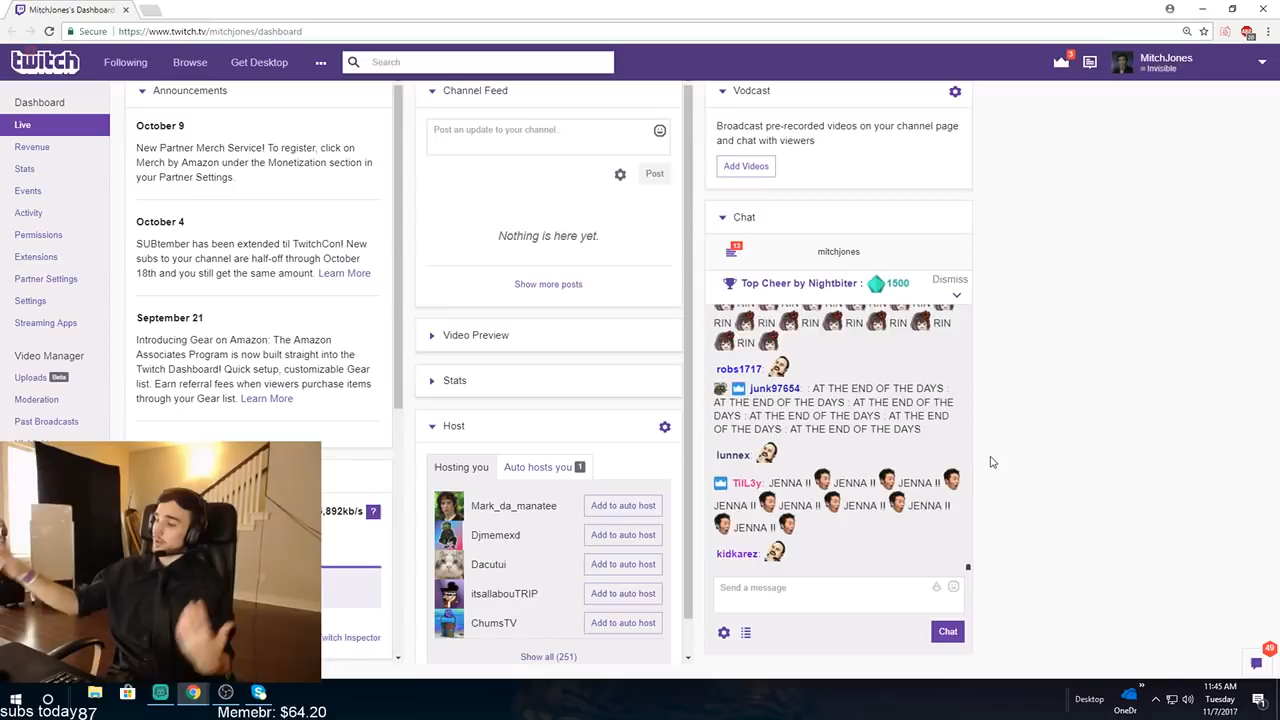 MitchJones's Dashboard
Secure
https://www.twitch.tv/mitchjones/dashboard
twitch
Following
Browse
Get Desktop
Search
3
MitchJones
Invisible
Dashboard
Live
Revenue
Stats
Events
Activity
Permissions
Extensions
Partner Settings
Settings
Streaming Apps
Video Manager
Uploads Beta
Moderation
Past Broadcasts
Announcements
October 9
New Partner Merch Service! To register, click on
Merch by Amazon under the Monetization section in
your Partner Settings.
October 4
SUBtember has been extended til TwitchCon! New
subs to your channel are half-off through October
18th and you still get the same amount. Learn More
September 21
Introducing Gear on Amazon: The Amazon
Associates Program is now built straight into the
Twitch Dashboard! Quick setup, customizable Gear
list. Earn referral fees when viewers purchase items
through your Gear list. Learn More
,892kb/s ?
witch Inspector
Channel Feed
Post an update to your channel...
Post
Nothing is here yet.
Show more posts
Video Preview
Stats
Host
Hosting you
Auto hosts you 1
Mark_da_manatee Add to auto host
Djmemexd Add to auto host
Dacutui Add to auto host
itsallabouTRIP Add to auto host
ChumsTV Add to auto host
Show all (251)
Vodcast
Broadcast pre-recorded videos on your channel page
and chat with viewers
Add Videos
Chat
13
mitchjones
Top Cheer by Nightbiter : 1500
Dismiss
RIN RIN RIN RIN RIN RIN
RIN
robs1717:
junk97654: : AT THE END OF THE DAYS :
AT THE END OF THE DAYS : AT THE END OF THE
DAYS : AT THE END OF THE DAYS : AT THE END
OF THE DAYS : AT THE END OF THE DAYS
lunnex:
TilL3y: JENNA !! JENNA !! JENNA !!
JENNA !! JENNA !! JENNA !! JENNA !!
JENNA !!
kidkarez:
Send a message
Chat
49
subs today87
Memebr: $64.20
Desktop
OneDr
11:45 AM
Tuesday
11/7/2017